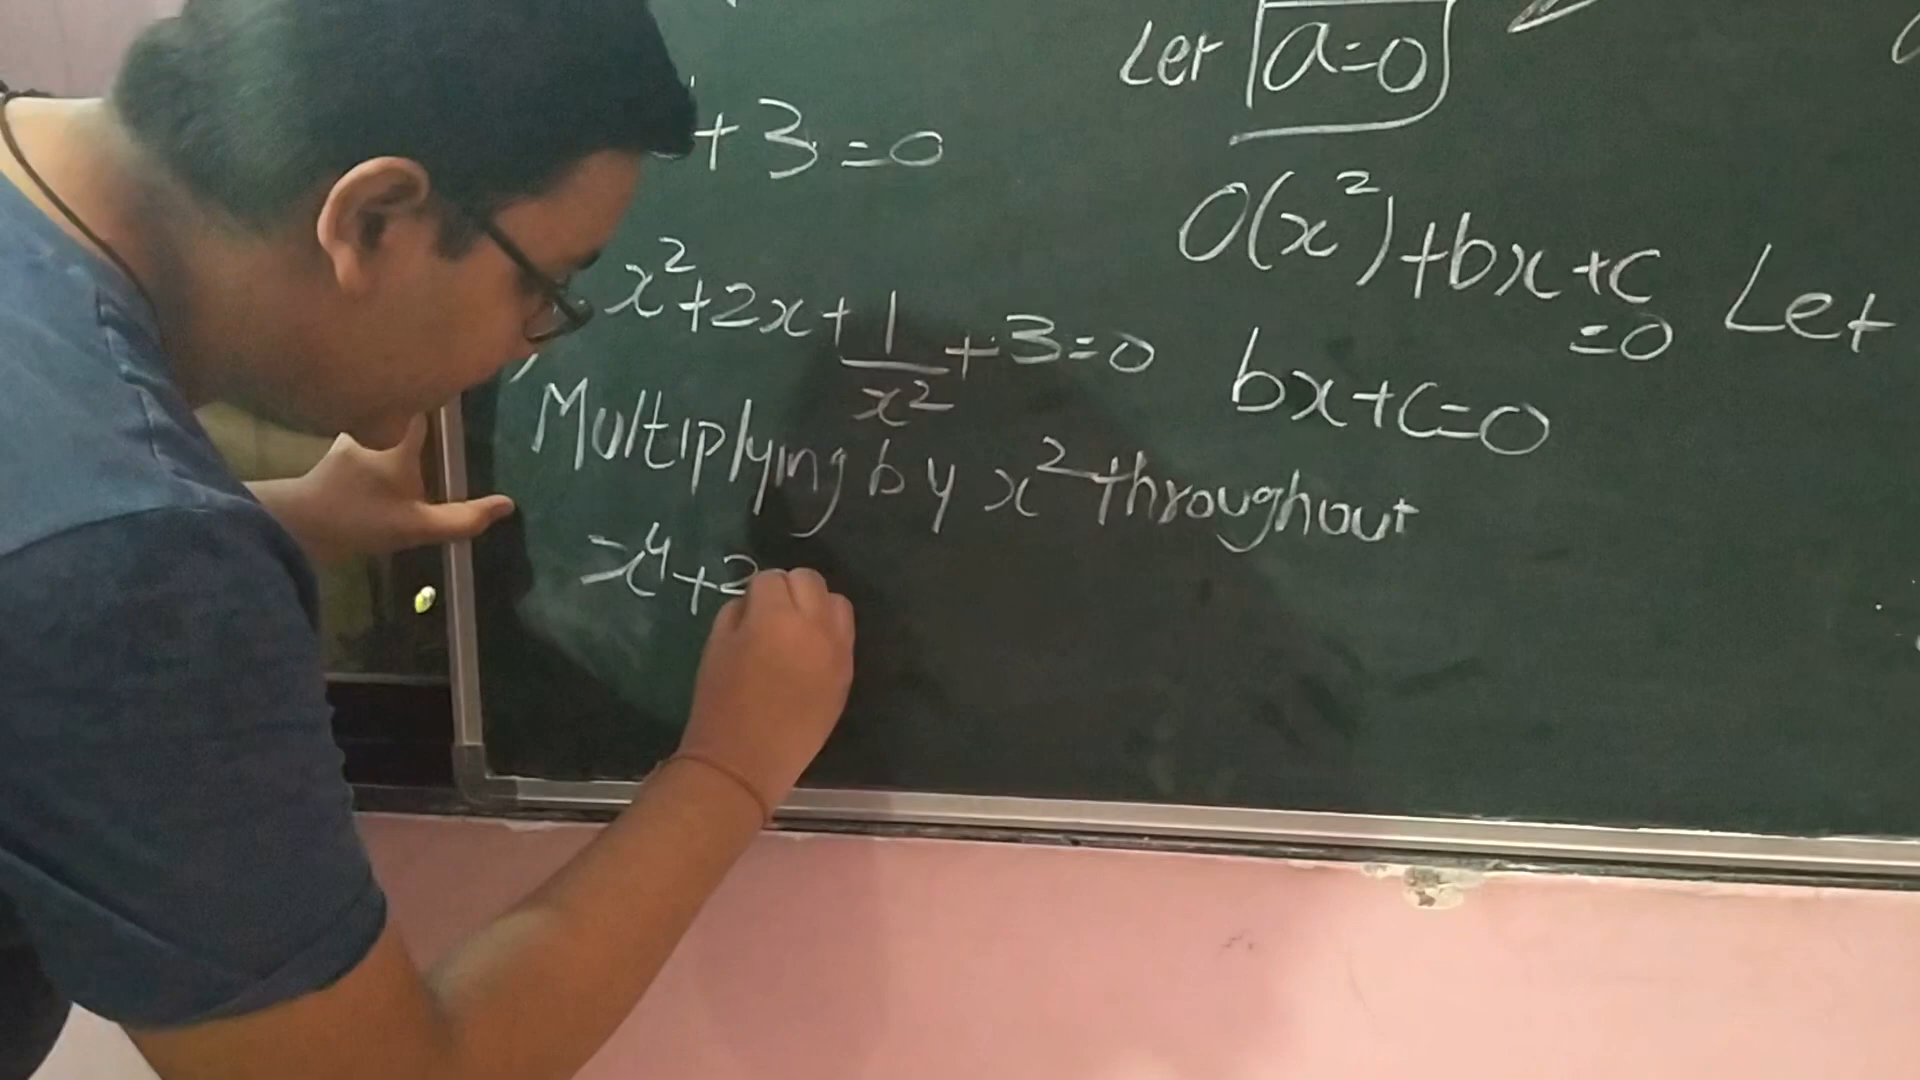 +3=0
x²+2x+1/x²+3=0
Multiplying by x² throughout
x⁴+2
Let a=0
0(x²)+bx+c
=0
bx+c=0
Let